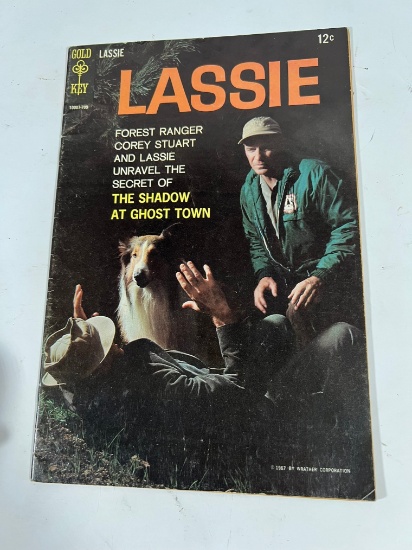 GOLD
KEY
LASSIE
12c
LASSIE
FOREST RANGER
COREY STUART
AND LASSIE
UNRAVEL THE
SECRET OF
THE SHADOW
AT GHOST TOWN
© 1967 BY WRATHER CORPORATION